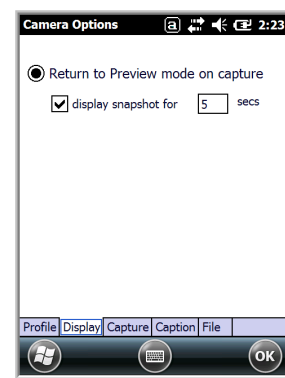 Camera Options a 2:23
Return to Preview mode on capture
display snapshot for 5 secs
Profile Display Capture Caption File
OK